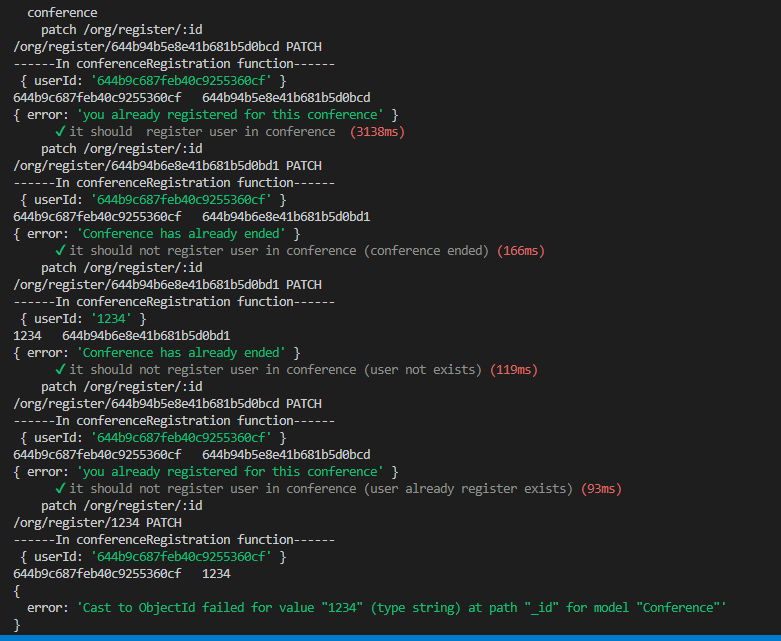 conference
patch /org/register/:id
/org/register/644b94b5e8e41b681b5d0bcd PATCH
------In conferenceRegistration function------
{ userId: '644b9c687feb40c9255360cf' }
644b9c687feb40c9255360cf   644b94b5e8e41b681b5d0bcd
{ error: 'you already registered for this conference' }
✓ it should  register user in conference  (3138ms)
patch /org/register/:id
/org/register/644b94b6e8e41b681b5d0bd1 PATCH
------In conferenceRegistration function------
{ userId: '644b9c687feb40c9255360cf' }
644b9c687feb40c9255360cf   644b94b6e8e41b681b5d0bd1
{ error: 'Conference has already ended' }
✓ it should not register user in conference (conference ended) (166ms)
patch /org/register/:id
/org/register/644b94b6e8e41b681b5d0bd1 PATCH
------In conferenceRegistration function------
{ userId: '1234' }
1234   644b94b6e8e41b681b5d0bd1
{ error: 'Conference has already ended' }
✓ it should not register user in conference (user not exists) (119ms)
patch /org/register/:id
/org/register/644b94b5e8e41b681b5d0bcd PATCH
------In conferenceRegistration function------
{ userId: '644b9c687feb40c9255360cf' }
644b9c687feb40c9255360cf   644b94b5e8e41b681b5d0bcd
{ error: 'you already registered for this conference' }
✓ it should not register user in conference (user already register exists) (93ms)
patch /org/register/:id
/org/register/1234 PATCH
------In conferenceRegistration function------
{ userId: '644b9c687feb40c9255360cf' }
644b9c687feb40c9255360cf   1234
{
error: 'Cast to ObjectId failed for value "1234" (type string) at path "_id" for model "Conference"'
}